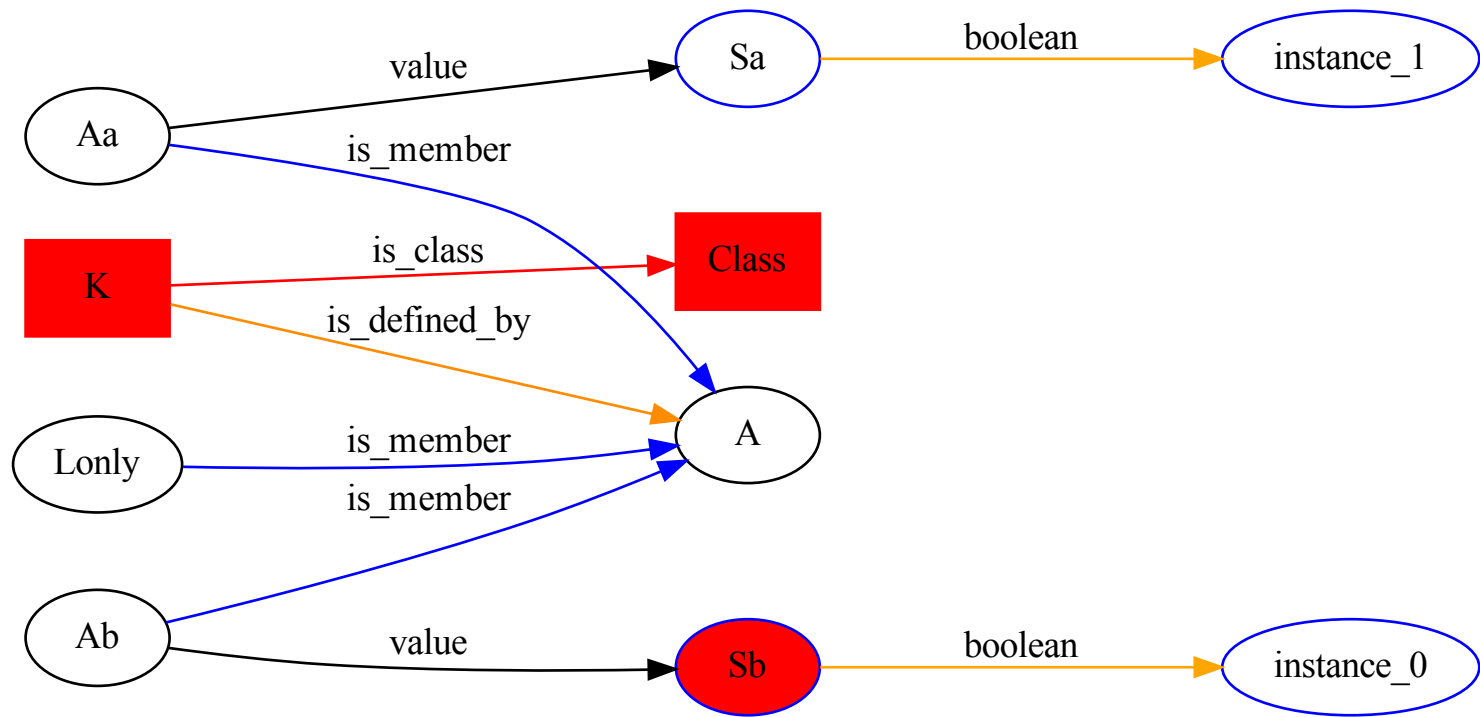 Aa
value
Sa
boolean
instance_1
is_member
K
is_class
Class
is_defined_by
A
Lonly
is_member
is_member
Ab
value
Sb
boolean
instance_0